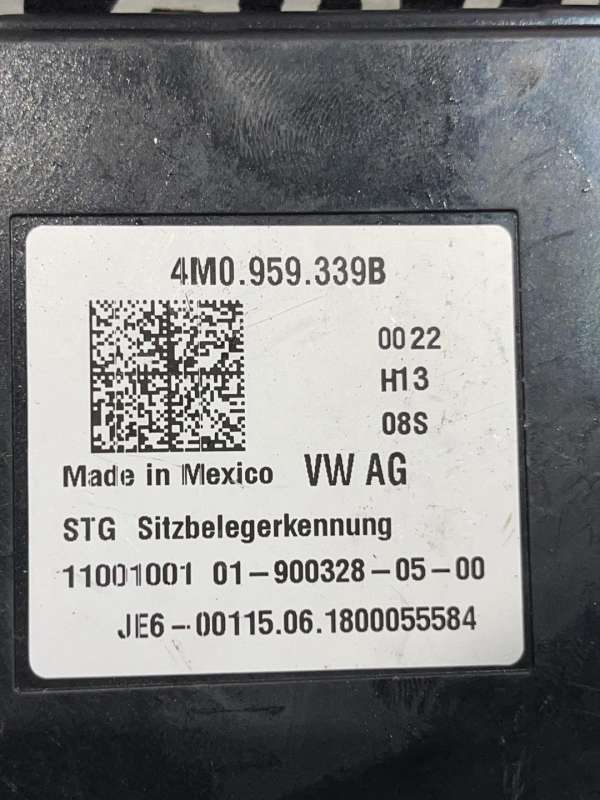 4M0.959.339B
0022
H13
08S
Made in Mexico VW AG
STG Sitzbelegerkennung
11001001 01-900328-05-00
JE6-00115.06.1800055584